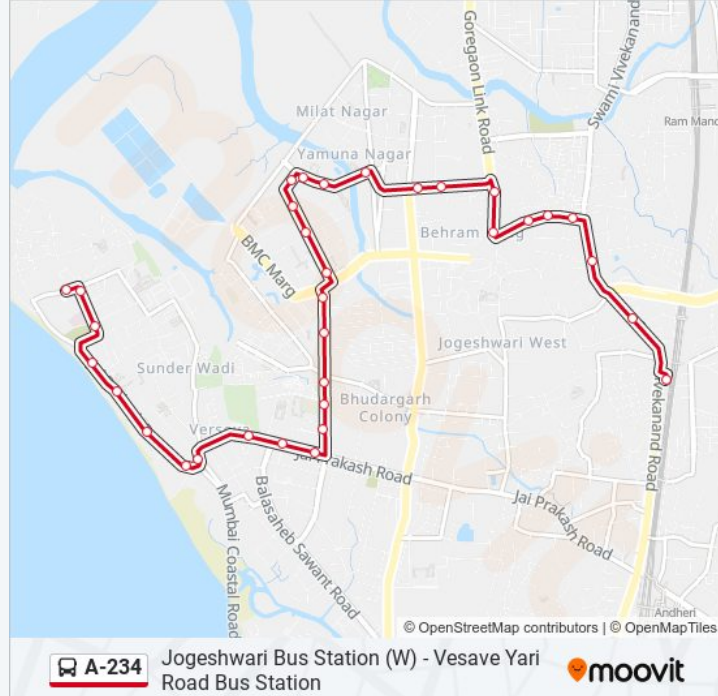 Goregaon Link Road
Swami Vivekanand
Ram Mand
Milat Nagar
Yamuna Nagar
Behram
BMC Marg
Jogeshwari West
Sunder Wadi
Bhudargarh
Colony
Versova
Jai Prakash Road
Vivekanand Road
Jai Prakash Road
Mumbai Coastal Road
Balasaheb Sawant Road
Andheri
© OpenStreetMap contributors | © OpenMapTiles
A-234
Jogeshwari Bus Station (W) - Vesave Yari
Road Bus Station
moovit